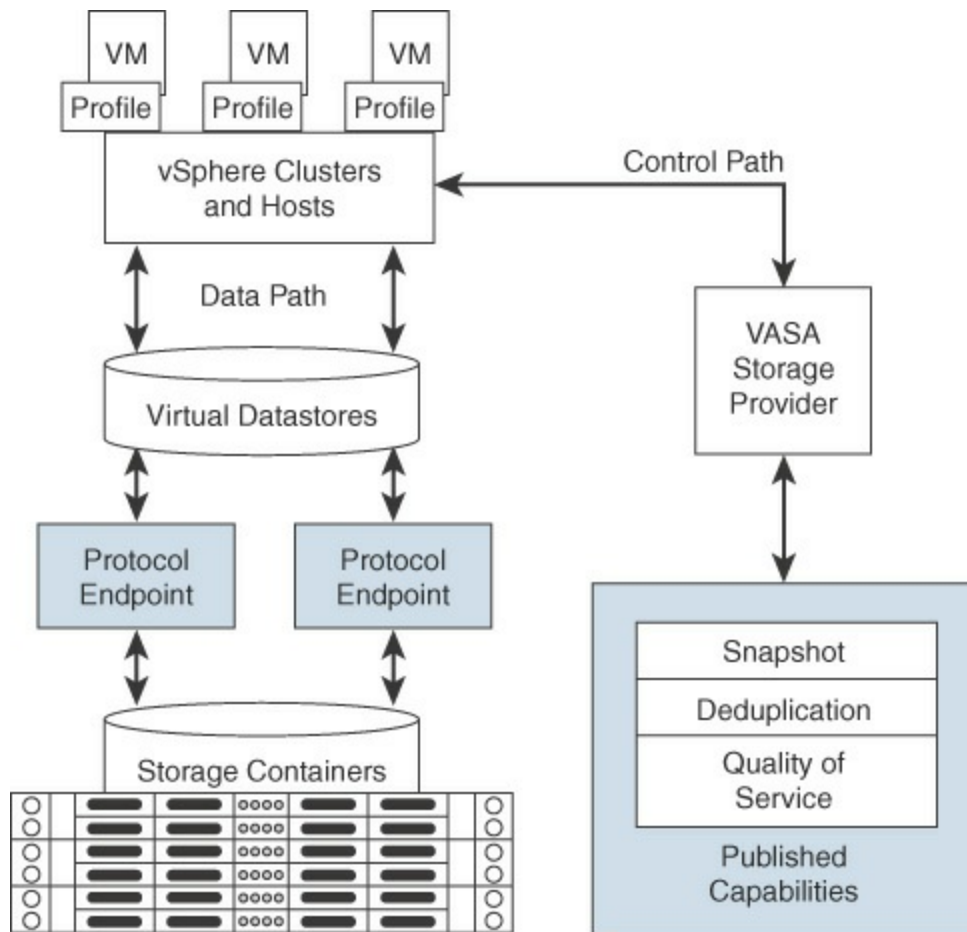 VM
VM
VM
Profile
Profile
Profile
vSphere Clusters
and Hosts
Control Path
Data Path
VASA
Storage
Provider
Virtual Datastores
Protocol
Endpoint
Protocol
Endpoint
Snapshot
Deduplication
Quality of
Service
Storage Containers
Published
Capabilities